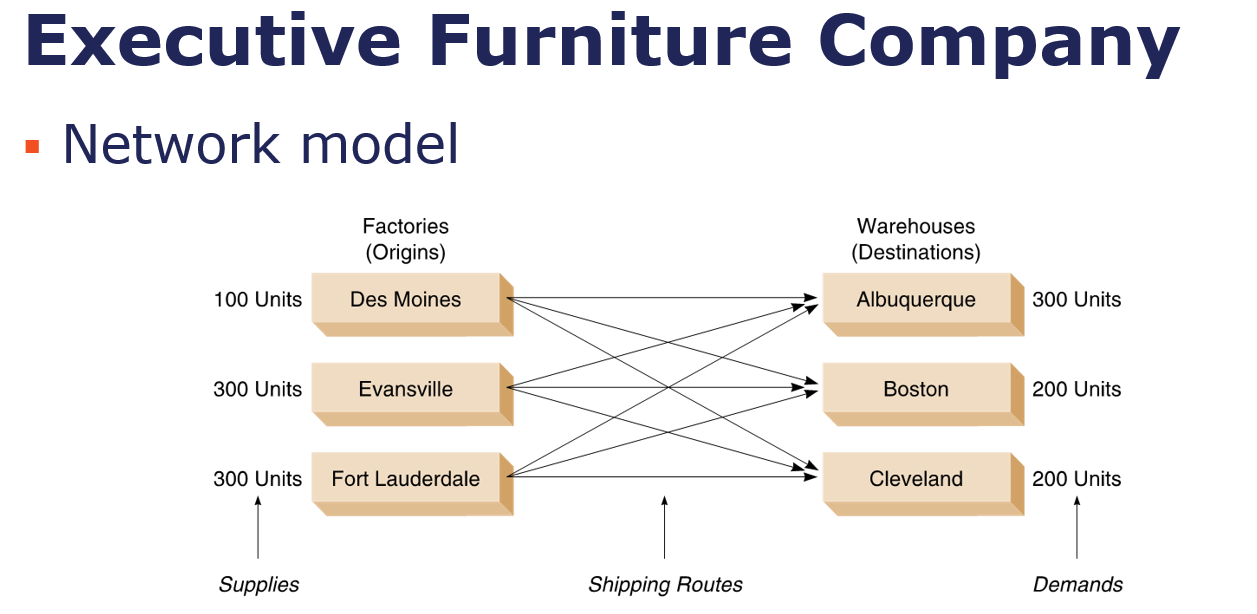 Executive Furniture Company
▪ Network model
Factories
(Origins)
Warehouses
(Destinations)
100 Units
Des Moines
Albuquerque
300 Units
300 Units
Evansville
Boston
200 Units
300 Units
Fort Lauderdale
Cleveland
200 Units
Supplies
Shipping Routes
Demands